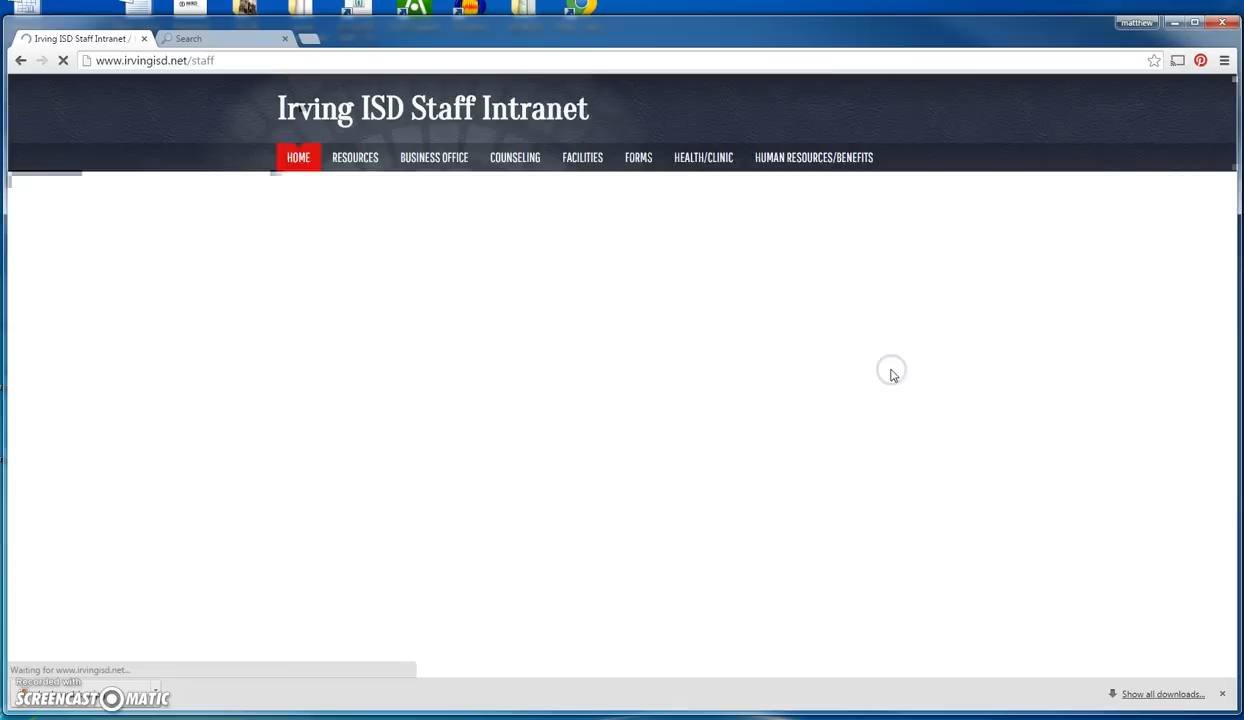 matthew
Irving ISD Staff Intranet /
Search
www.irvingisd.net/staff
Irving ISD Staff Intranet
HOME RESOURCES BUSINESS OFFICE COUNSELING FACILITIES FORMS HEALTH/CLINIC HUMAN RESOURCES/BENEFITS
Waiting for www.irvingisd.net...
Recorded with
SCREENCAST O MATIC
Show all downloads...